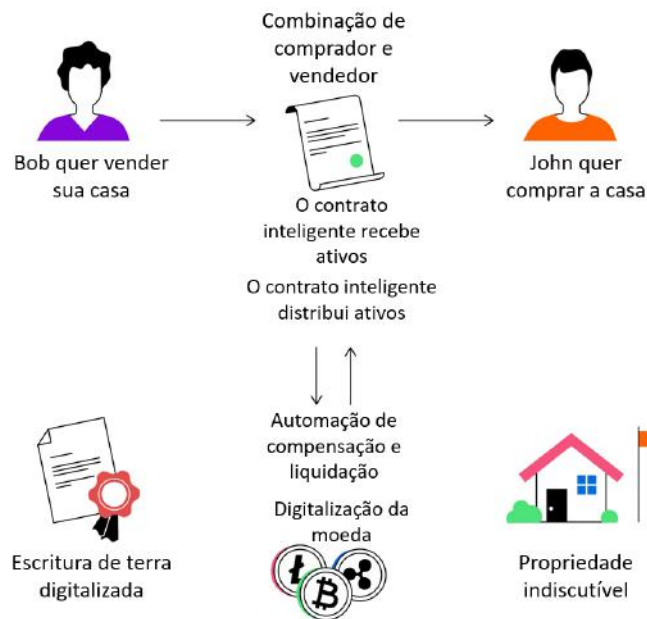 Combinação de
comprador e
vendedor
Bob quer vender
sua casa
John quer
comprar a casa
O contrato
inteligente recebe
ativos
O contrato inteligente
distribui ativos
Automação de
compensação e
liquidação
Digitalização da
moeda
Escritura de terra
digitalizada
Propriedade
indiscutível